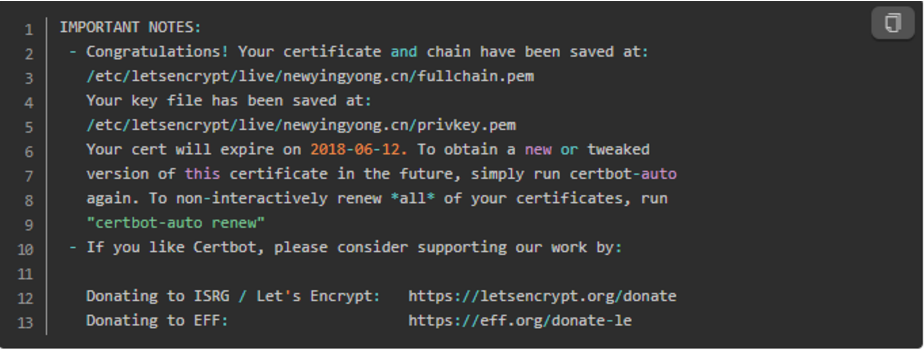 1 IMPORTANT NOTES:
2 - Congratulations! Your certificate and chain have been saved at:
3 /etc/letsencrypt/live/newyingyong.cn/fullchain.pem
4 Your key file has been saved at:
5 /etc/letsencrypt/live/newyingyong.cn/privkey.pem
6 Your cert will expire on 2018-06-12. To obtain a new or tweaked
7 version of this certificate in the future, simply run certbot-auto
8 again. To non-interactively renew *all* of your certificates, run
9 "certbot-auto renew"
10 - If you like Certbot, please consider supporting our work by:
11
12 Donating to ISRG / Let's Encrypt: https://letsencrypt.org/donate
13 Donating to EFF: https://eff.org/donate-le